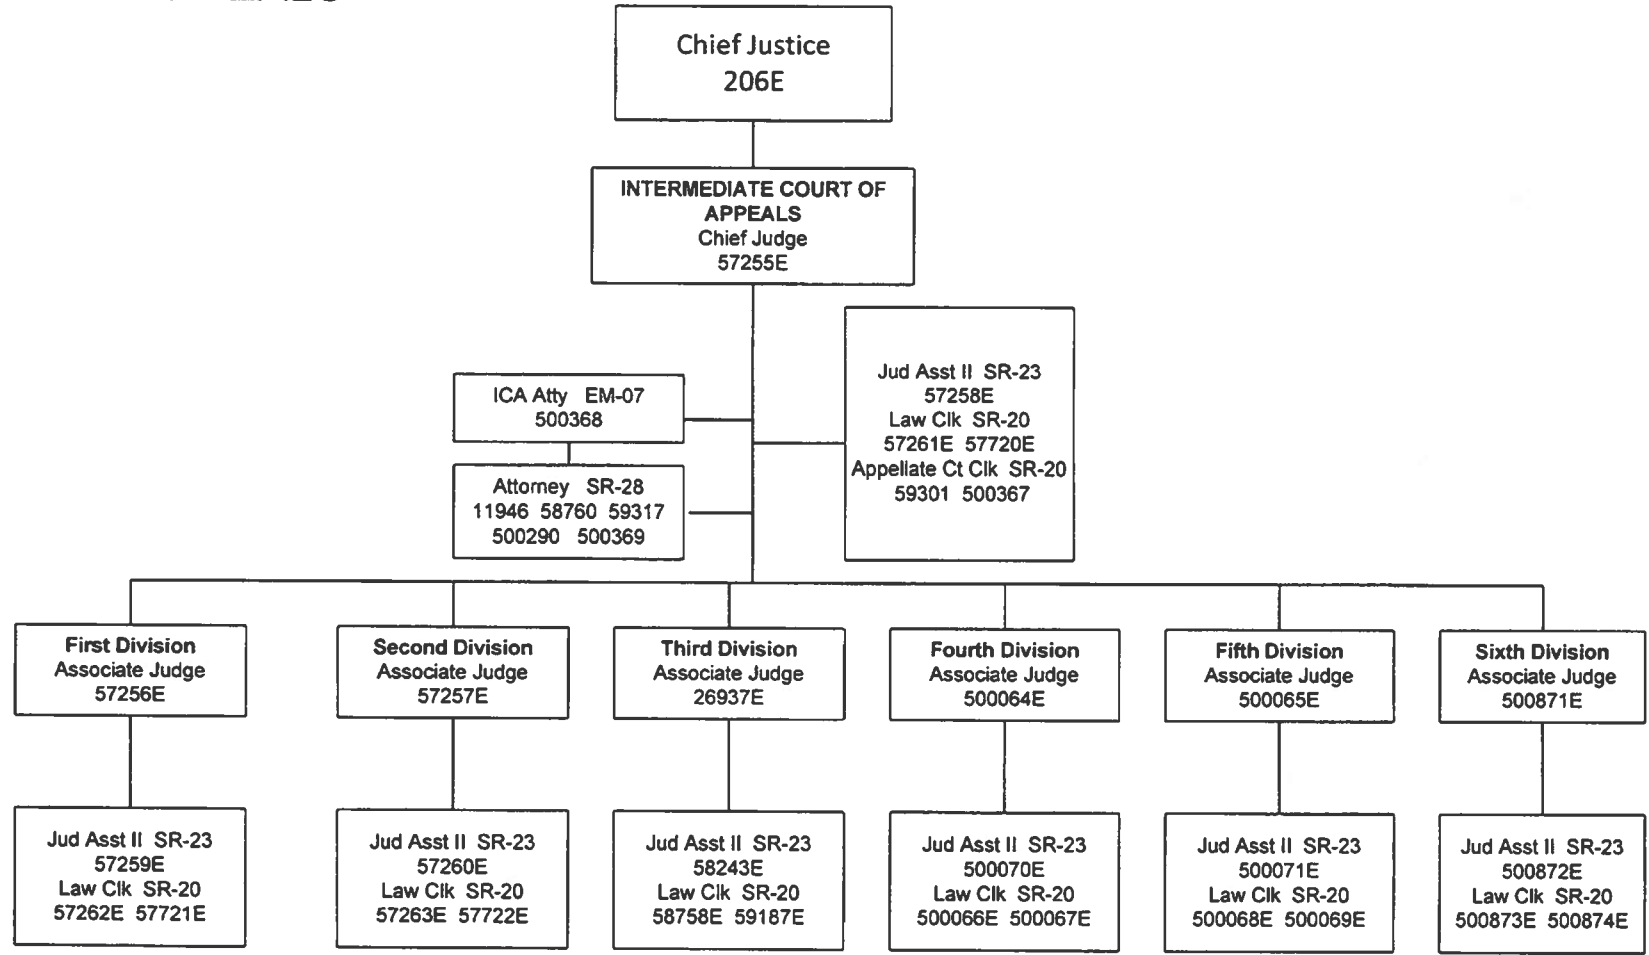 Chief Justice
206E
INTERMEDIATE COURT OF
APPEALS
Chief Judge
57255E
ICA Atty EM-07
500368
Attorney SR-28
11946 58760 59317
500290 500369
Jud Asst II SR-23
57258E
Law Clk SR-20
57261E 57720E
Appellate Ct Clk SR-20
59301 500367
First Division
Associate Judge
57256E
Second Division
Associate Judge
57257E
Third Division
Associate Judge
26937E
Fourth Division
Associate Judge
500064E
Fifth Division
Associate Judge
500065E
Sixth Division
Associate Judge
500871E
Jud Asst II SR-23
57259E
Law Clk SR-20
57262E 57721E
Jud Asst II SR-23
57260E
Law Clk SR-20
57263E 57722E
Jud Asst II SR-23
58243E
Law Clk SR-20
58758E 59187E
Jud Asst II SR-23
500070E
Law Clk SR-20
500066E 500067E
Jud Asst II SR-23
500071E
Law Clk SR-20
500068E 500069E
Jud Asst II SR-23
500872E
Law Clk SR-20
500873E 500874E